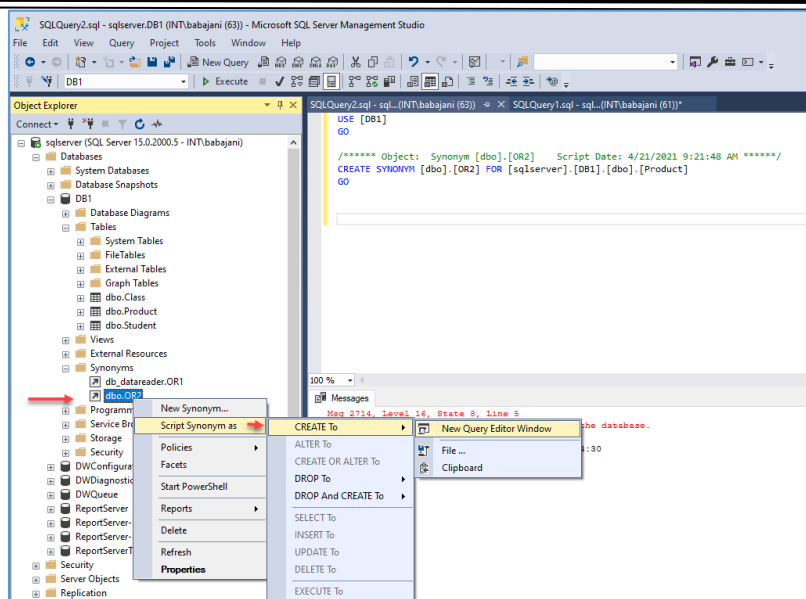 SQLQuery2.sql - sqlserver.DB1 (INT\babajani (63)) - Microsoft SQL Server Management Studio
File Edit View Query Project Tools Window Help
New Query
DB1
Execute
Object Explorer
Connect
sqlserver (SQL Server 15.0.2000.5 - INT\babajani)
Databases
System Databases
Database Snapshots
DB1
Database Diagrams
Tables
System Tables
FileTables
External Tables
Graph Tables
dbo.Class
dbo.Product
dbo.Student
Views
External Resources
Synonyms
db_datareader.OR1
dbo.OR2
Programm
Service Bro
Storage
Security
DWConfigura
DWDiagnostic
DWQueue
ReportServer
ReportServer-
ReportServer-
ReportServerT
Security
Server Objects
Replication
SQLQuery2.sql - sql...(INT\babajani (63))
SQLQuery1.sql - sql...(INT\babajani (61))*
USE [DB1]
GO
/****** Object: Synonym [dbo].[OR2] Script Date: 4/21/2021 9:21:48 AM ******/
CREATE SYNONYM [dbo].[OR2] FOR [sqlserver].[DB1].[dbo].[Product]
GO
100 %
Messages
Msg 2714, Level 16, State 8, Line 5
he database.
4:30
New Synonym...
Script Synonym as
Policies
Facets
Start PowerShell
Reports
Delete
Refresh
Properties
CREATE To
ALTER To
CREATE OR ALTER To
DROP To
DROP And CREATE To
SELECT To
INSERT To
UPDATE To
DELETE To
EXECUTE To
New Query Editor Window
File ...
Clipboard